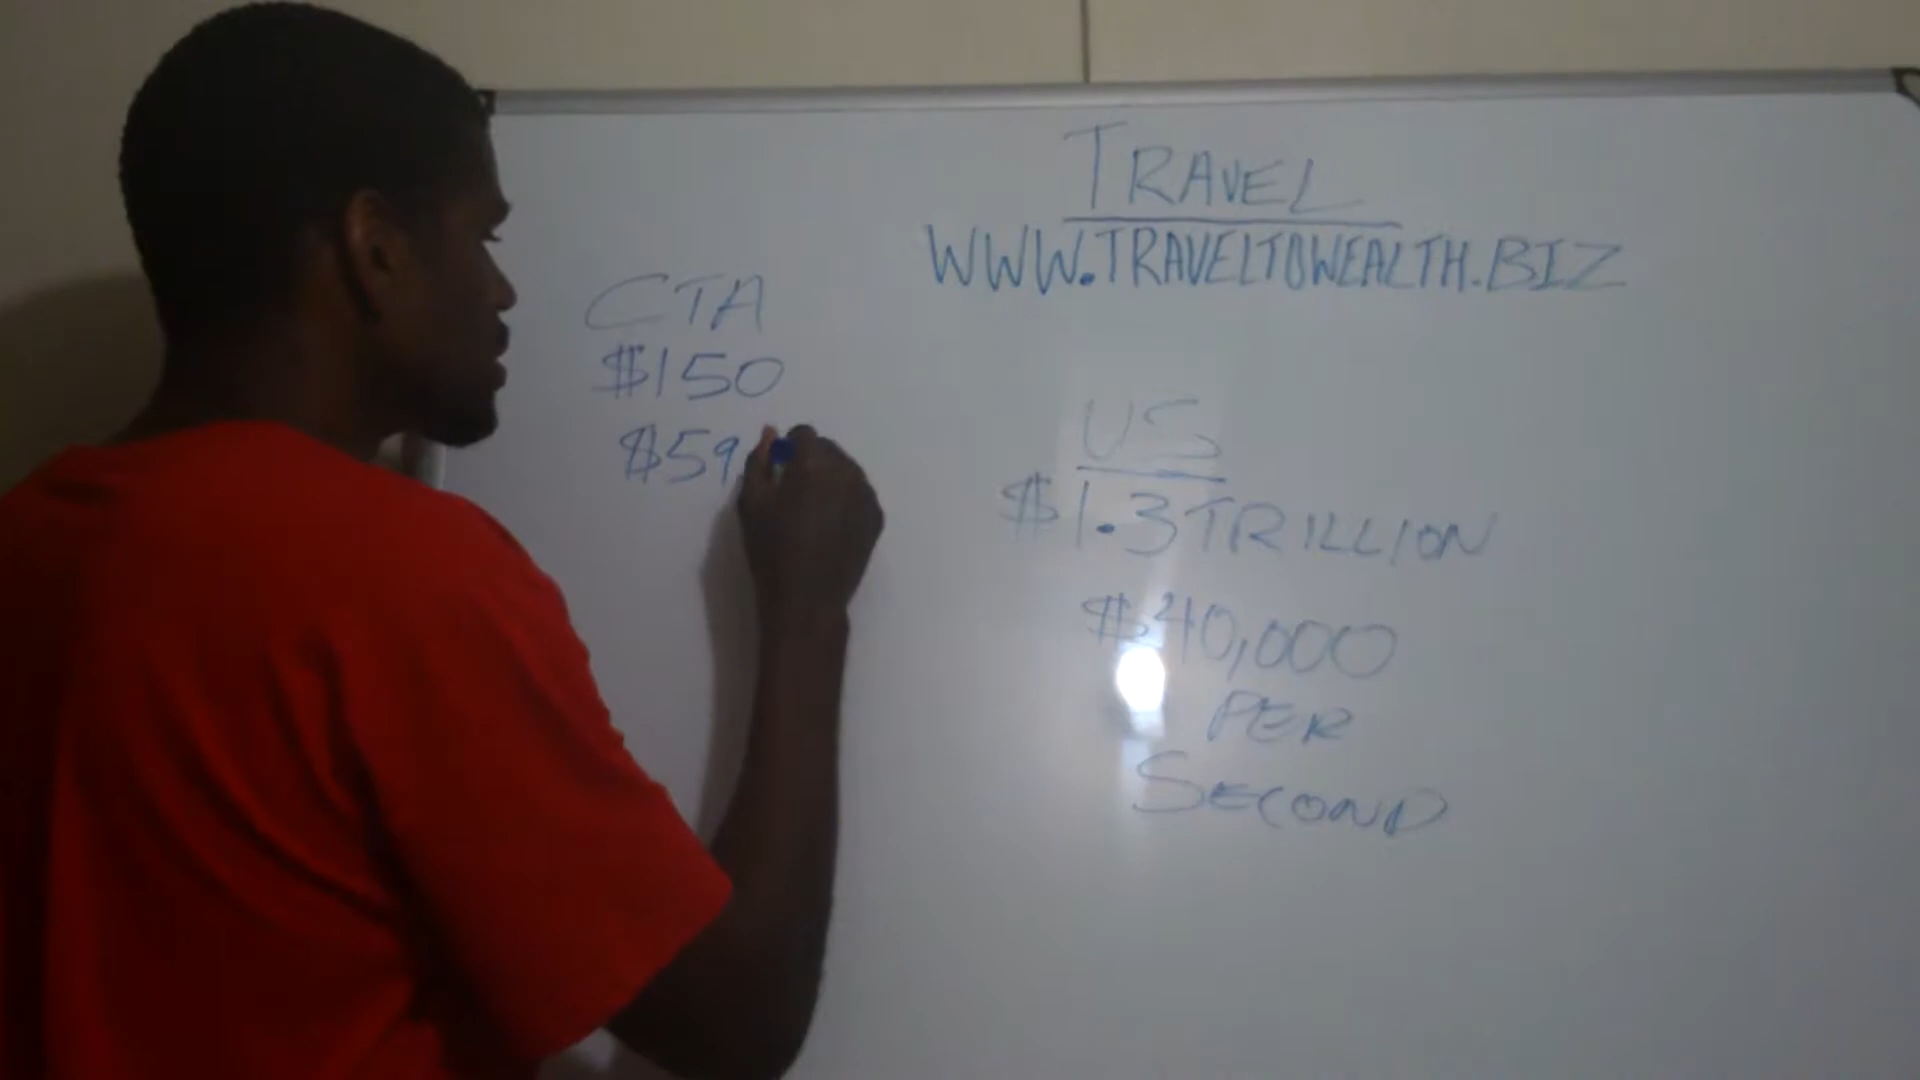 TRAVEL
WWW.TRAVELTOWEALTH.BIZ
CTA
$150
$59
US
$1.3 TRILLION
$40,000
PER
SECOND